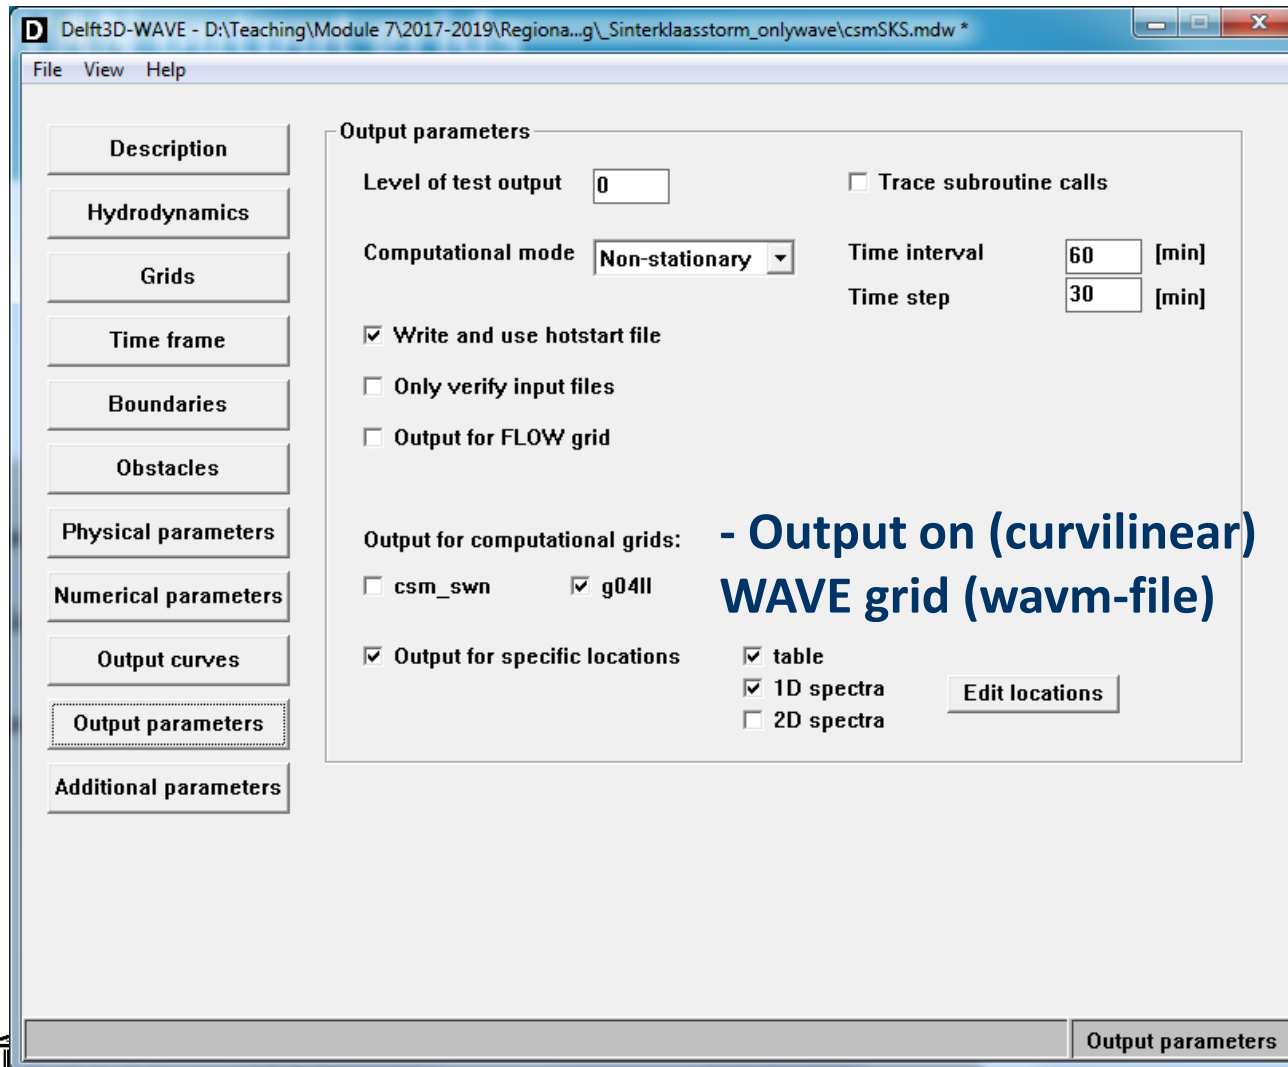 D Delft3D-WAVE - D:\Teaching\Module 7\2017-2019\Regiona...g\_Sinterklaasstorm_onlywave\csmSKS.mdw *
File View Help
Description
Hydrodynamics
Grids
Time frame
Boundaries
Obstacles
Physical parameters
Numerical parameters
Output curves
Output parameters
Additional parameters
Output parameters
Level of test output 0 Trace subroutine calls
Computational mode Non-stationary Time interval 60 [min]
Time step 30 [min]
Write and use hotstart file
Only verify input files
Output for FLOW grid
Output for computational grids:
csm_swn g04ll
- Output on (curvilinear)
WAVE grid (wavm-file)
Output for specific locations table
1D spectra Edit locations
2D spectra
Output parameters